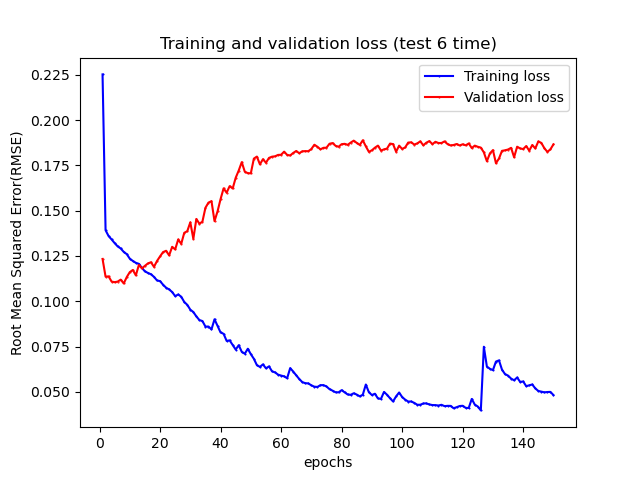 Training and validation loss (test 6 time)
Training loss
Validation loss
Root Mean Squared Error(RMSE)
0.225
0.200
0.175
0.150
0.125
0.100
0.075
0.050
0 20 40 60 80 100 120 140
epochs